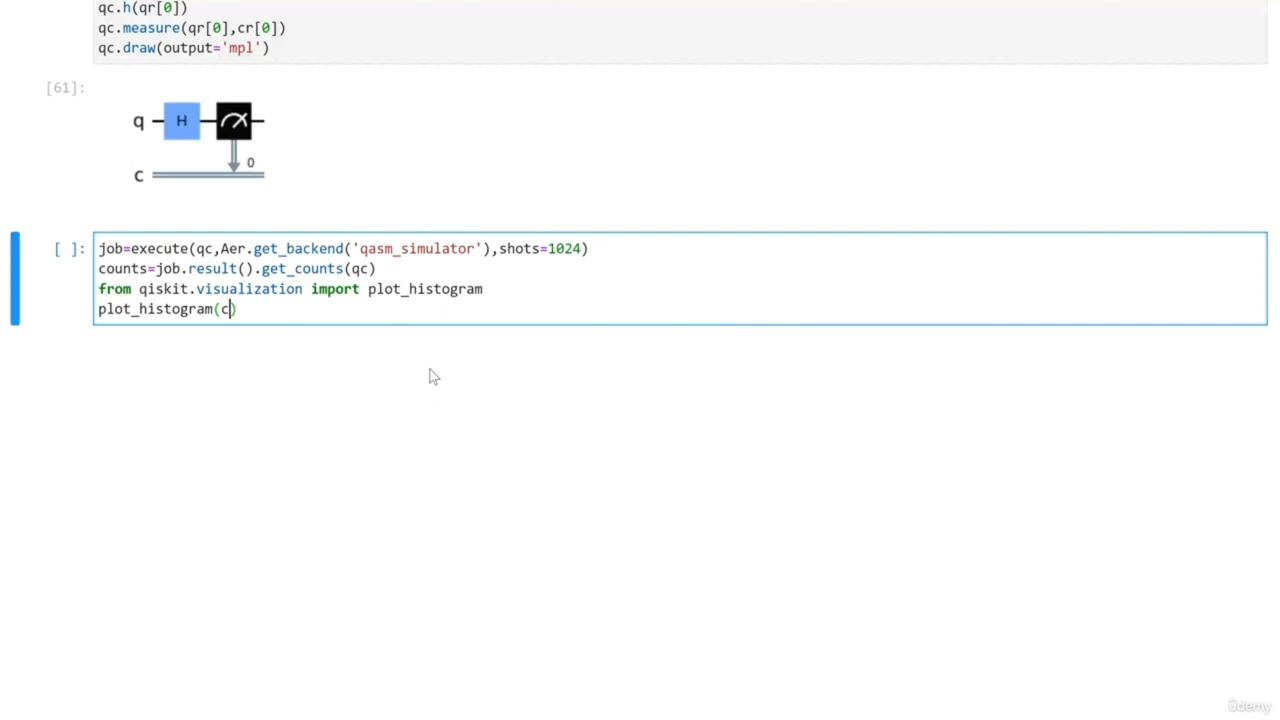 qc.h(qr[0])
qc.measure(qr[0],cr[0])
qc.draw(output='mpl')
[61]:
q H
0
c
[ ]: job=execute(qc,Aer.get_backend('qasm_simulator'),shots=1024)
counts=job.result().get_counts(qc)
from qiskit.visualization import plot_histogram
plot_histogram(c)
ûdemy